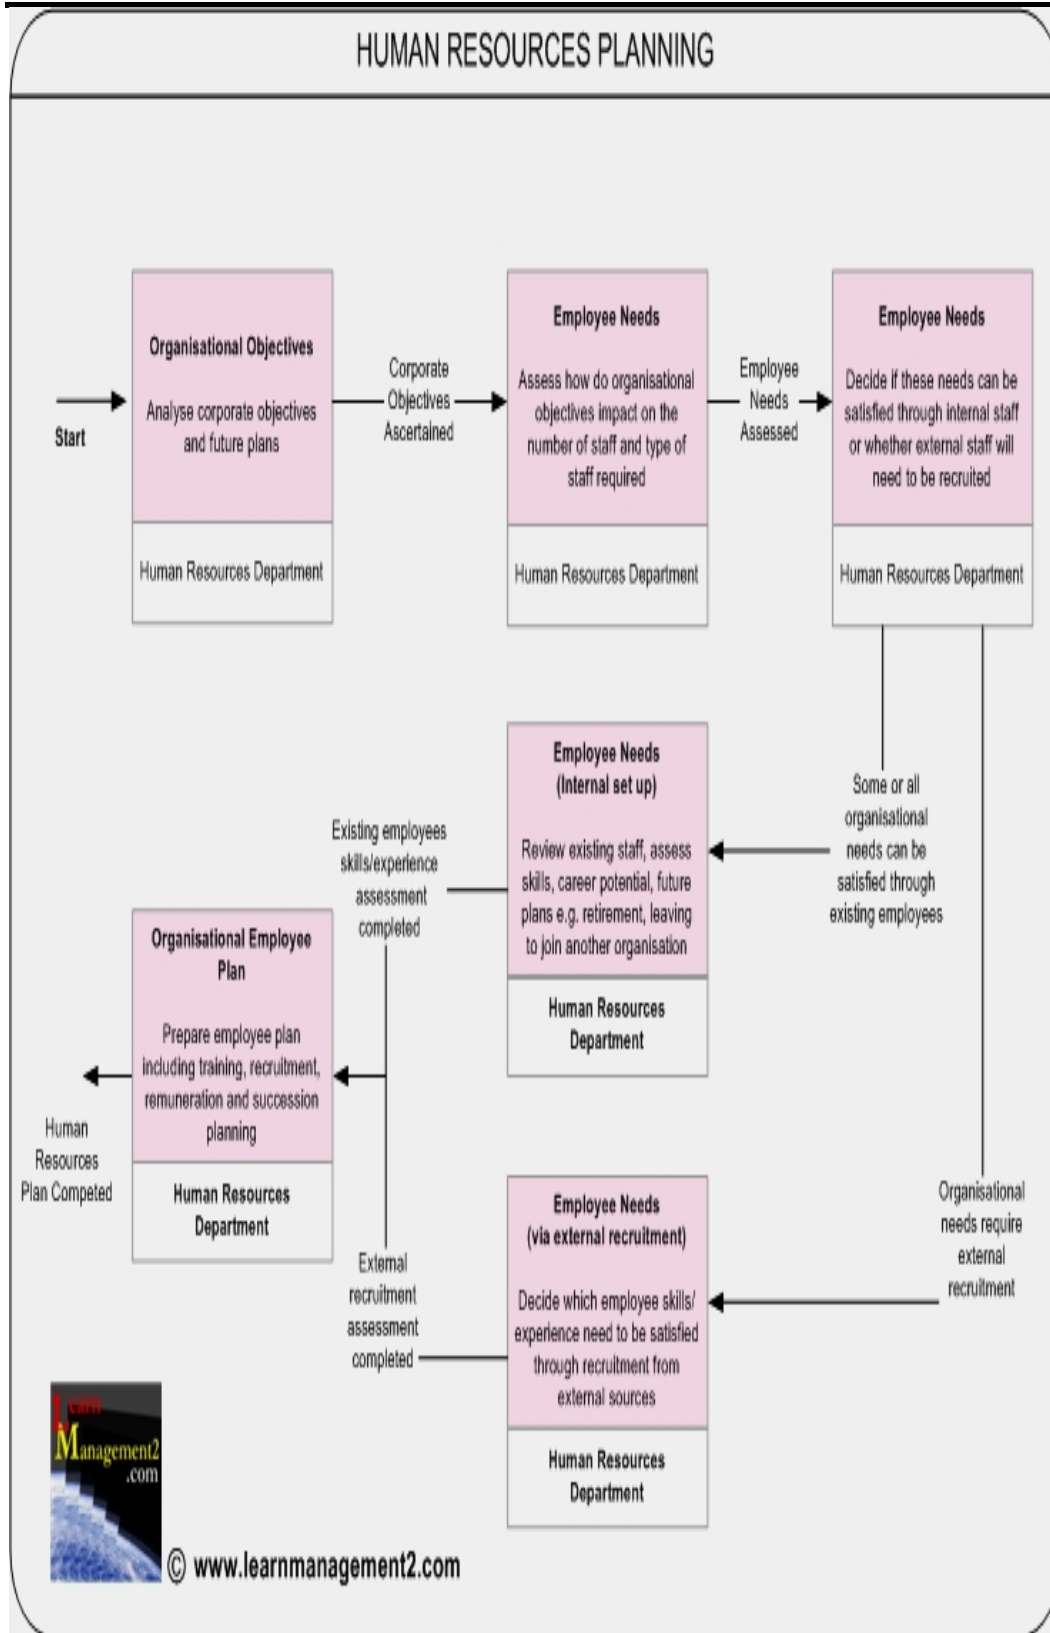 HUMAN RESOURCES PLANNING
Start
Organisational Objectives
Analyse corporate objectives
and future plans
Human Resources Department
Corporate
Objectives
Ascertained
Employee Needs
Assess how do organisational
objectives impact on the
number of staff and type of
staff required
Human Resources Department
Employee
Needs
Assessed
Employee Needs
Decide if these needs can be
satisfied through internal staff
or whether external staff will
need to be recruited
Human Resources Department
Some or all
organisational
needs can be
satisfied through
existing employees
Employee Needs
(Internal set up)
Review existing staff, assess
skills, career potential, future
plans e.g. retirement, leaving
to join another organisation
Human Resources
Department
Existing employees
skills/experience
assessment
completed
Organisational
needs require
external
recruitment
Employee Needs
(via external recruitment)
Decide which employee skills/
experience need to be satisfied
through recruitment from
external sources
Human Resources
Department
External
recruitment
assessment
completed
Organisational Employee
Plan
Prepare employee plan
including training, recruitment,
remuneration and succession
planning
Human Resources
Department
Human
Resources
Plan Competed
Learn
Management2
.com
© www.learnmanagement2.com